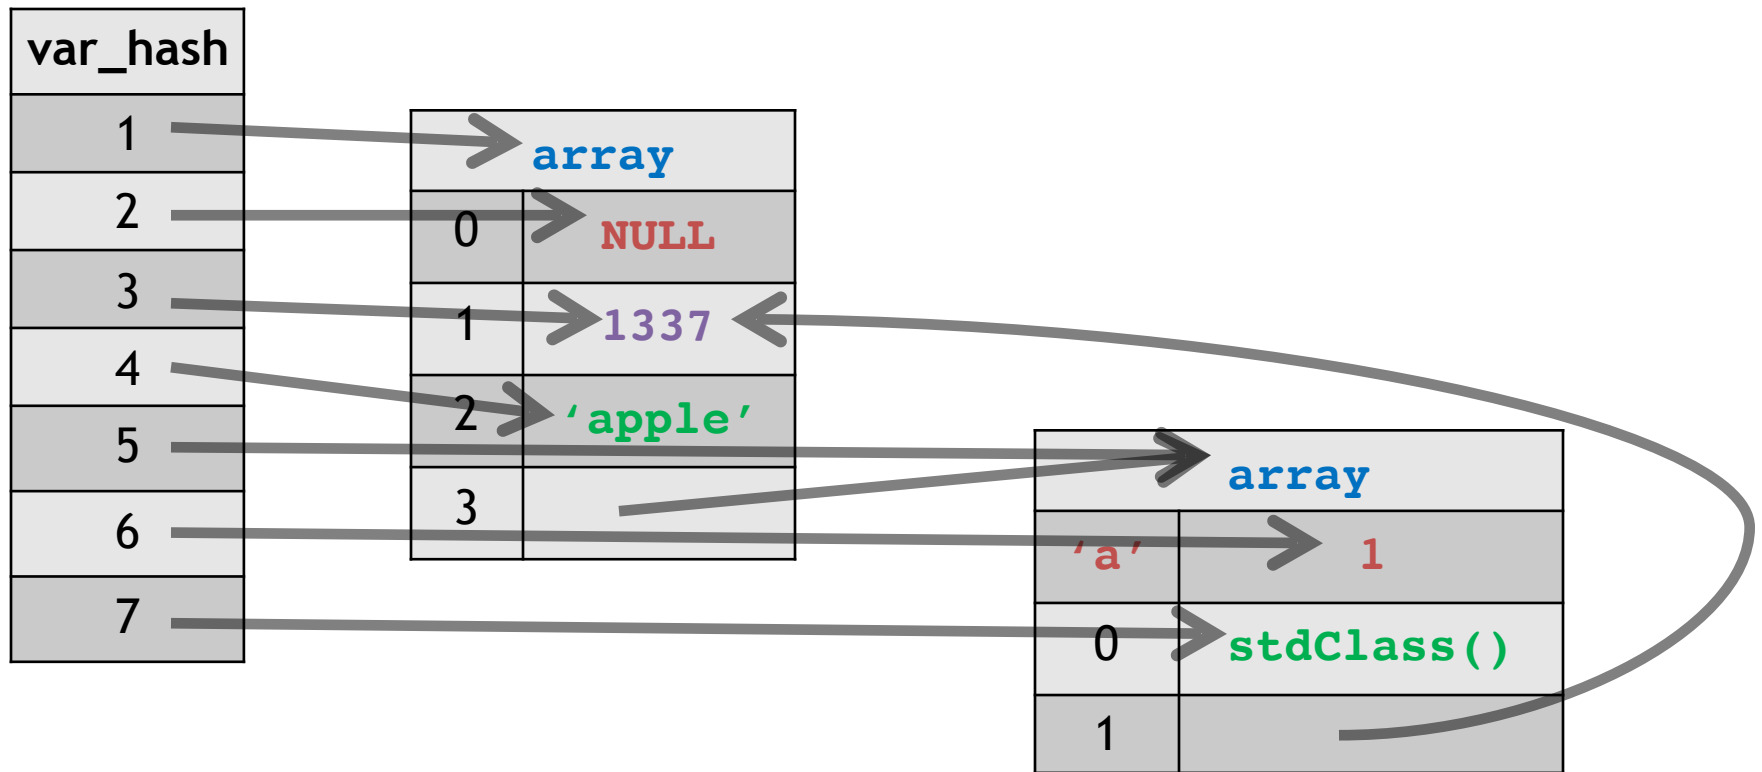 var_hash
1
2
3
4
5
6
7
array
0 NULL
1 1337
2 ‘apple’
3
array
‘a’ 1
0 stdClass()
1